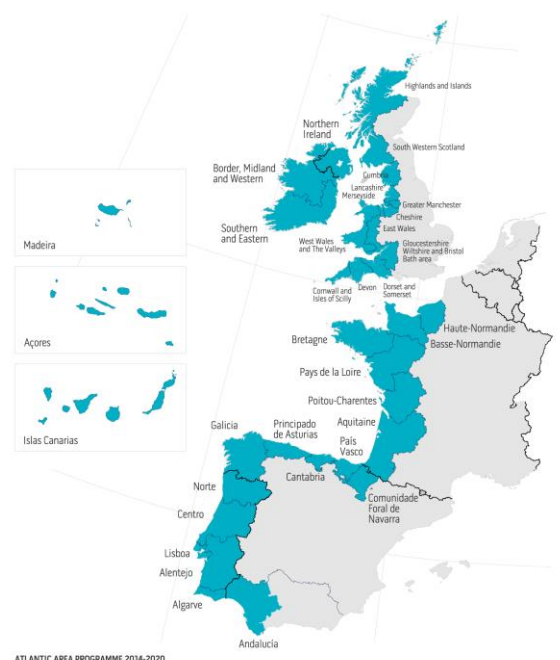 Highlands and Islands
Northern
Ireland
South Western Scotland
Border, Midland
and Western
Cumbria
Lancashire
Merseyside
Greater Manchester
Cheshire
East Wales
Southern
and Eastern
West Wales
and The Valleys
Gloucestershire
Wiltshire and Bristol
Bath area
Cornwall and
Isles of Scilly
Devon
Dorset and
Somerset
Madeira
Açores
Islas Canarias
Haute-Normandie
Basse-Normandie
Bretagne
Pays de la Loire
Poitou-Charentes
Aquitaine
Galicia
Principado
de Asturias
País
Vasco
Cantabria
Comunidade
Foral de
Navarra
Norte
Centro
Lisboa
Alentejo
Algarve
Andalucía
ATLANTIC AREA PROGRAMME 2014-2020